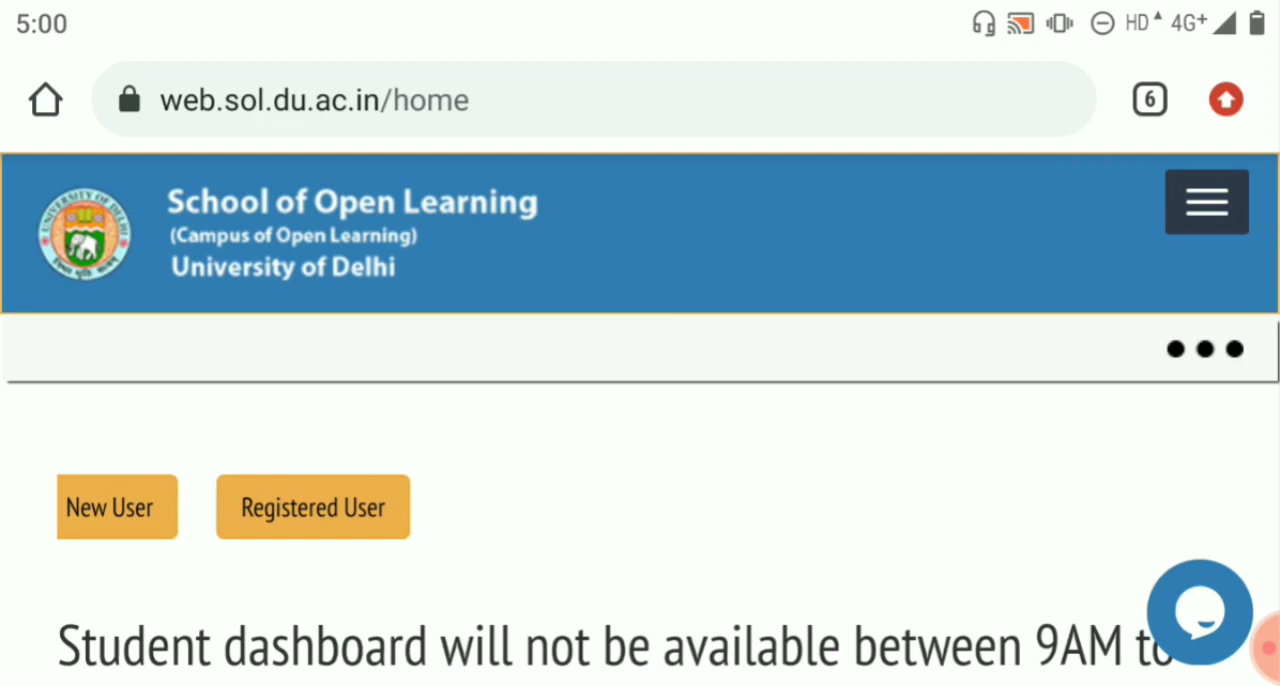 5:00
HD 4G+
web.sol.du.ac.in/home
6
School of Open Learning
(Campus of Open Learning)
University of Delhi
New User
Registered User
Student dashboard will not be available between 9AM to